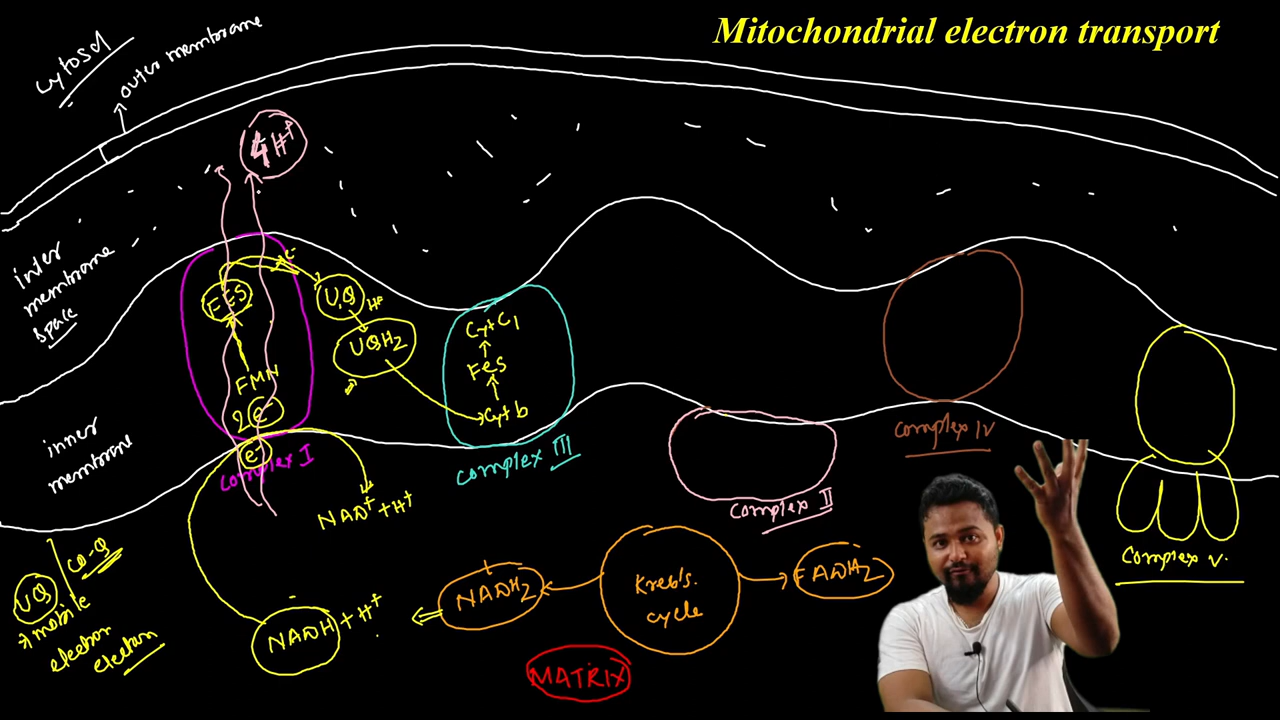 Mitochondrial electron transport
cytosol
outer membrane
4H+
inter
membrane
space
e-
FES
UQ
H+
UQH2
FMN
2e-
e-
complex I
Cyt C1
Fes
Cyt b
complex III
complex IV
complex II
complex v.
inner
membrane
NAD+ + H+
UQ
CO-Q
mobile
electron
NADH + H+
NADH2
Kreb's.
cycle
FADH2
MATRIX